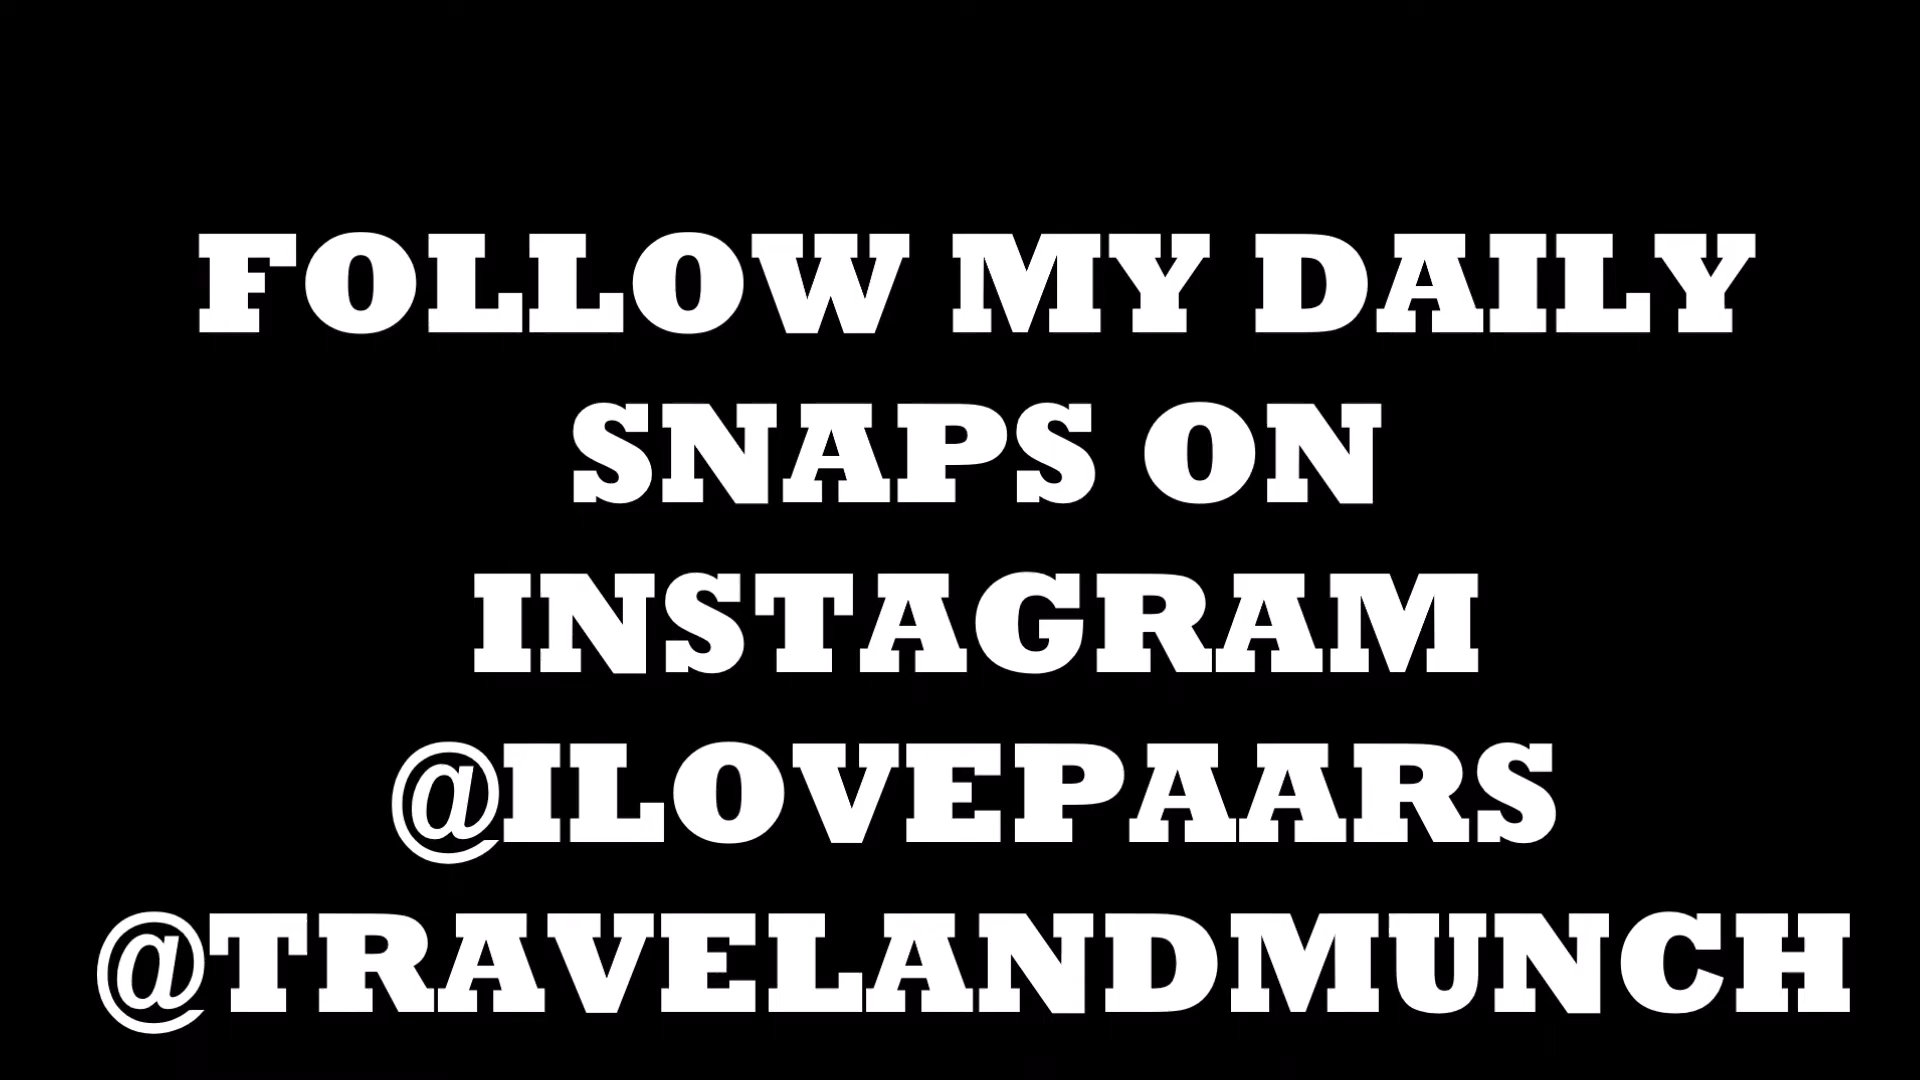 FOLLOW MY DAILY
SNAPS ON
INSTAGRAM
@ILOVEPAARS
@TRAVELANDMUNCH